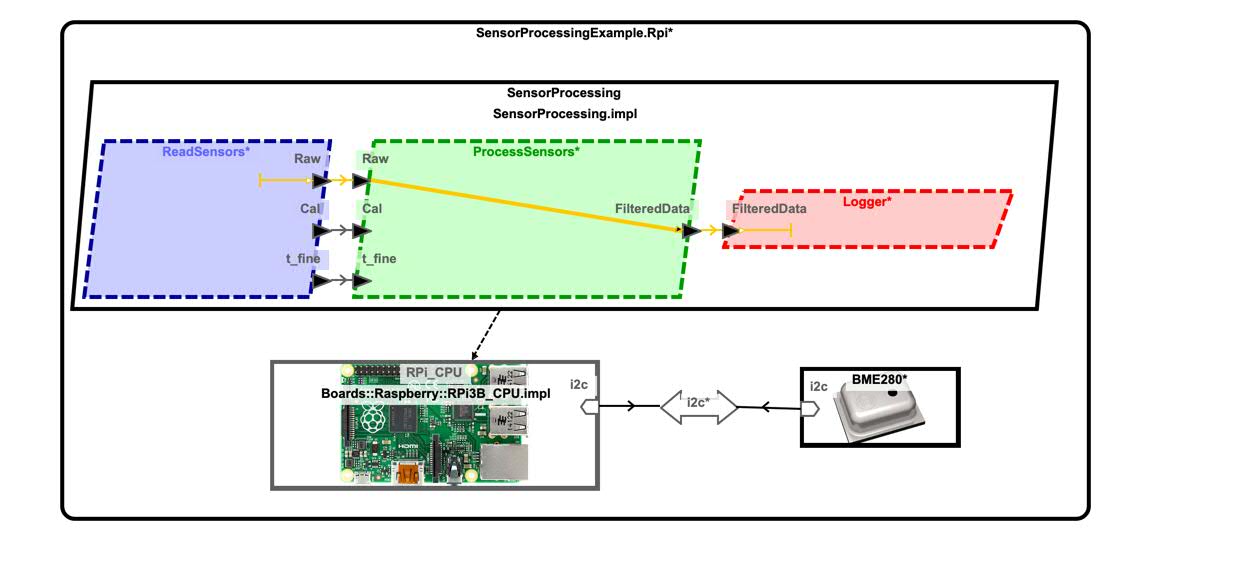 SensorProcessingExample.Rpi*
SensorProcessing
SensorProcessing.impl
ReadSensors*
ProcessSensors*
Raw
Raw
Logger*
Cal
Cal
FilteredData
FilteredData
t_fine
t_fine
RPi_CPU
Boards::Raspberry::RPi3B_CPU.impl
i2c
i2c*
i2c
BME280*
HDMI